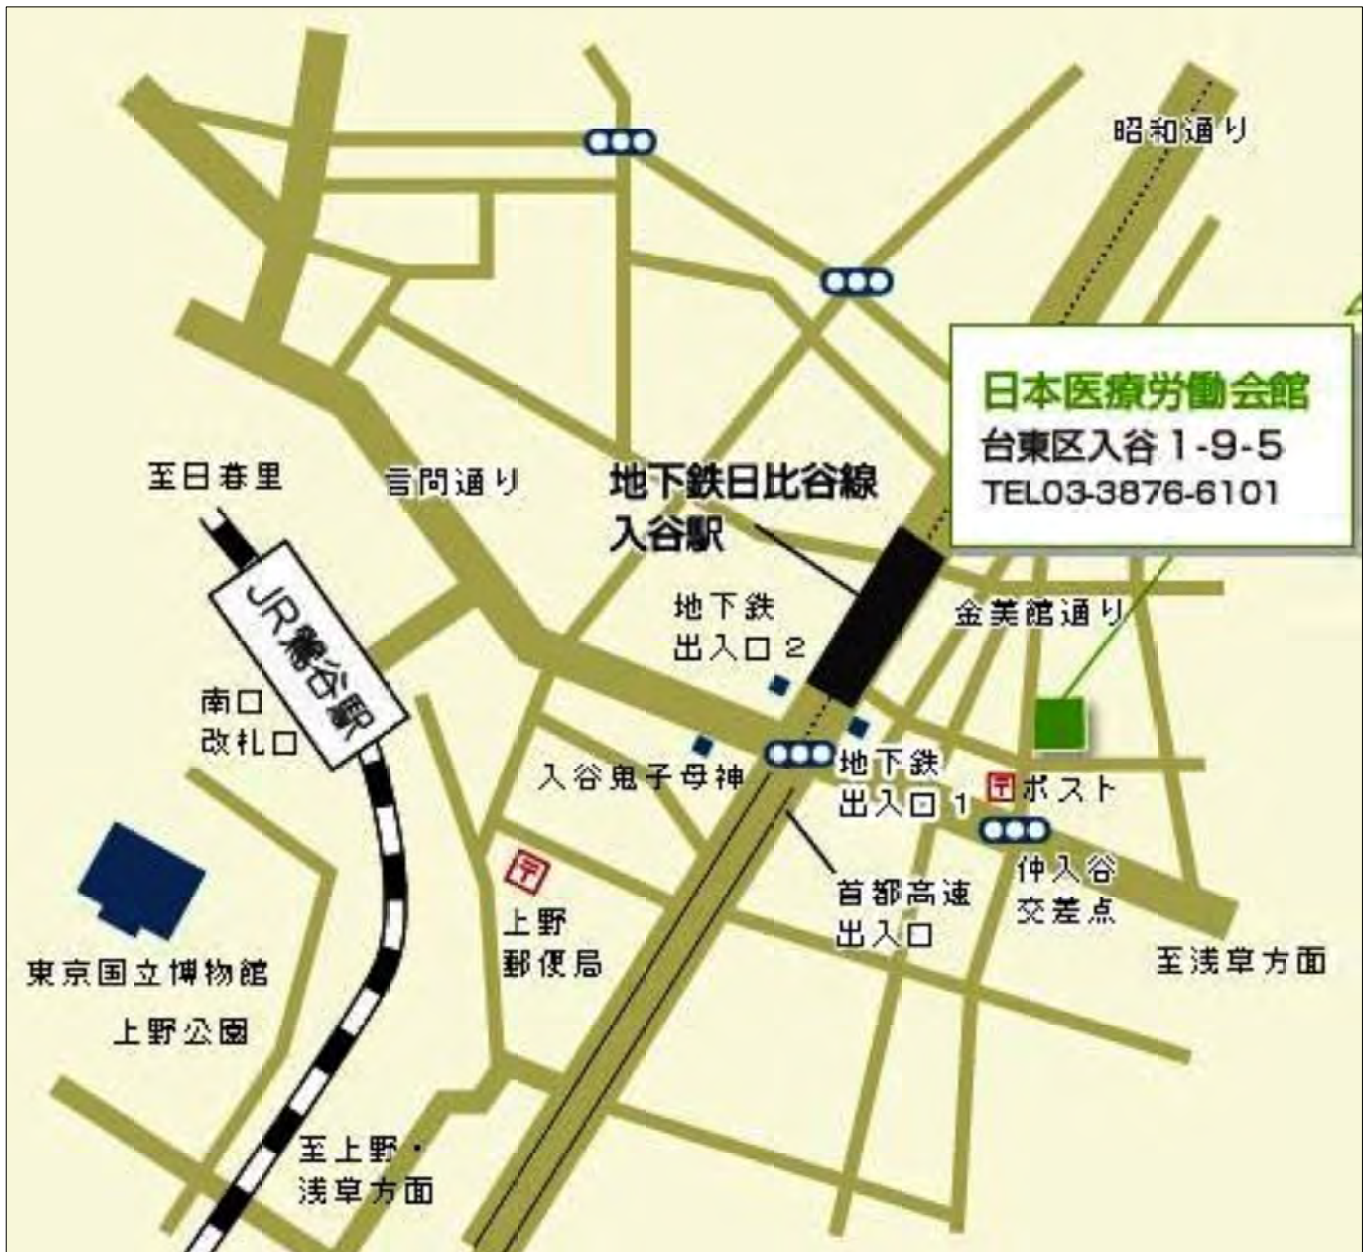 昭和通り
日本医療労働会館
台東区入谷1-9-5
TEL03-3876-6101
至日暮里
言問通り
地下鉄日比谷線
入谷駅
JR鶯谷駅
地下鉄
出入口2
金美館通り
南口
改札口
入谷鬼子母神
地下鉄
出入口1
〒ポスト
仲入谷
交差点
首都高速
出入口
〒
上野
郵便局
至浅草方面
東京国立博物館
上野公園
至上野・
浅草方面